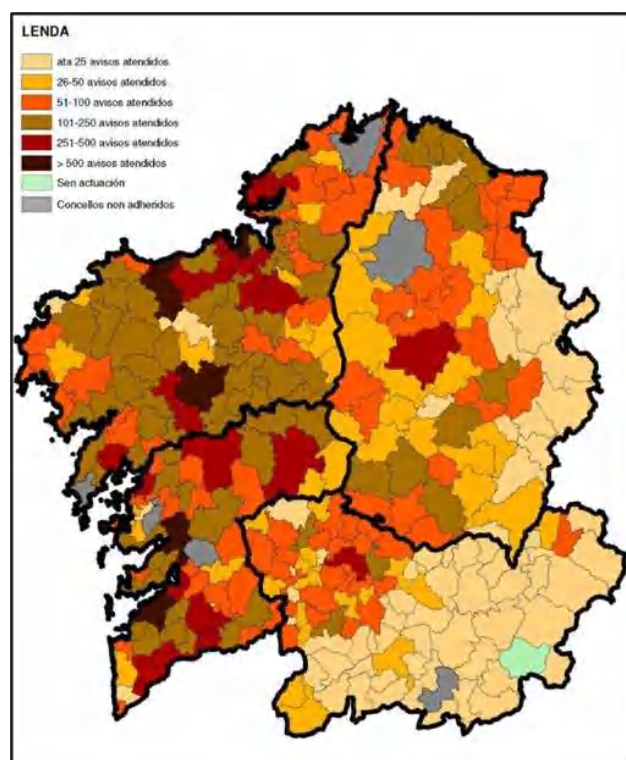 LENDA
ata 25 avisos atendidos
26-50 avisos atendidos
51-100 avisos atendidos
101-250 avisos atendidos
251-500 avisos atendidos
> 500 avisos atendidos
Sen actuación
Concellos non adheridos